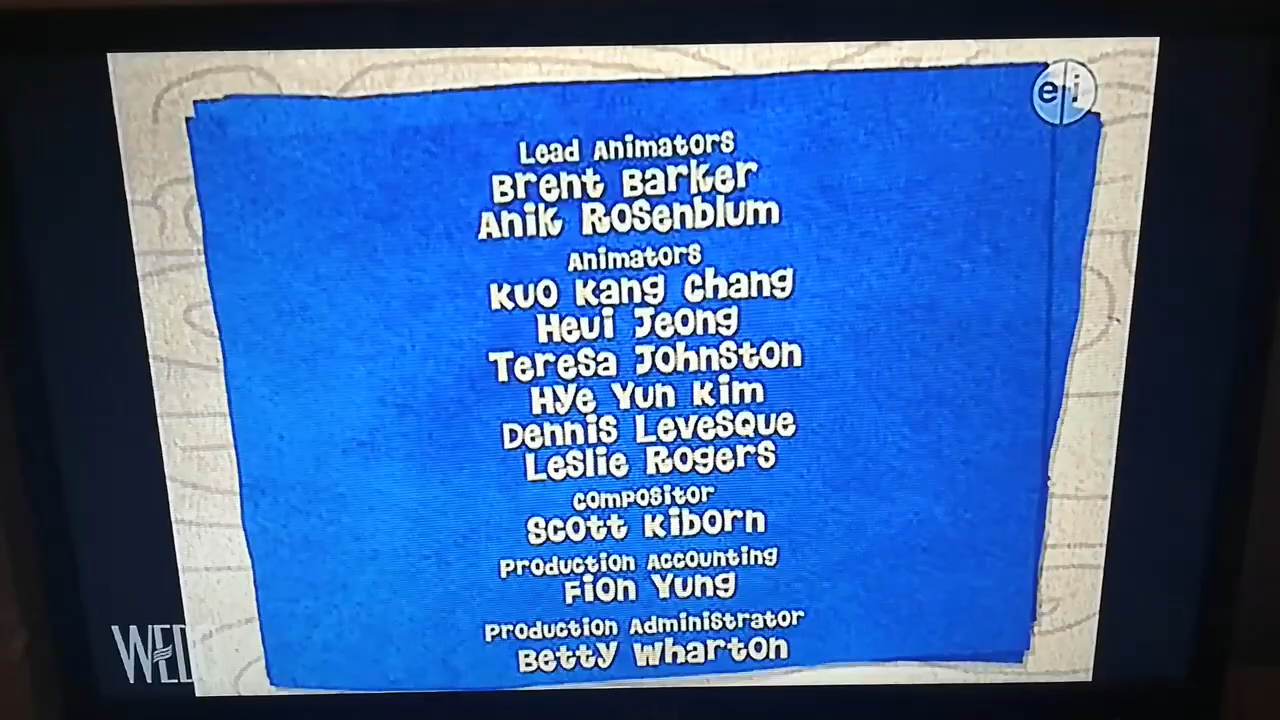 e/i
Lead Animators
Brent Barker
Anik Rosenblum
Animators
Kuo Kang Chang
Heui Jeong
Teresa Johnston
Hye Yun Kim
Dennis Levesque
Leslie Rogers
Compositor
Scott Kiborn
Production Accounting
Fion Yung
Production Administrator
Betty Wharton
WED